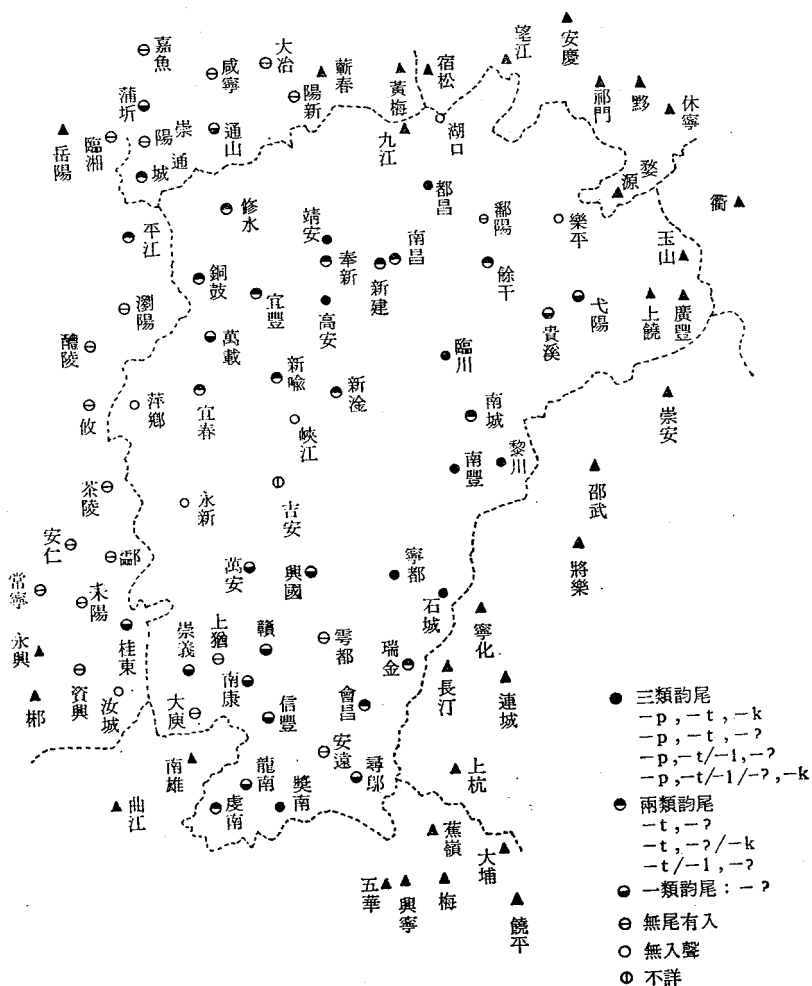 嘉魚
咸寧
大冶
陽新
蘄春
黃梅
宿松
望江
安慶
祁門
黟
休寧
蒲圻
岳陽
臨湘
崇陽
通城
通山
九江
湖口
都昌
鄱陽
樂平
婺源
衢
玉山
平江
修水
靖安
奉新
新建
南昌
餘干
弋陽
貴溪
上饒
廣豐
銅鼓
宜豐
高安
瀏陽
萬載
醴陵
臨川
崇安
攸
萍鄉
宜春
新喻
新淦
峽江
南城
南豐
黎川
邵武
茶陵
永新
吉安
將樂
安仁
酃
萬安
興國
寧都
石城
寧化
常寧
耒陽
永興
桂東
崇義
上猶
贛
雩都
瑞金
長汀
連城
郴
資興
汝城
大庾
南康
信豐
會昌
南雄
龍南
安遠
尋鄔
上杭
曲江
虔南
奠南
蕉嶺
大埔
五華
興寧
梅
饒平
三類韵尾
-p,-t,-k
-p,-t,-?
-p,-t/-1,-?
-p,-t/-1/-?,-k
兩類韵尾
-t,-?
-t,-?/-k
-t/-1,-?
一類韵尾：-?
無尾有入
無入聲
不詳